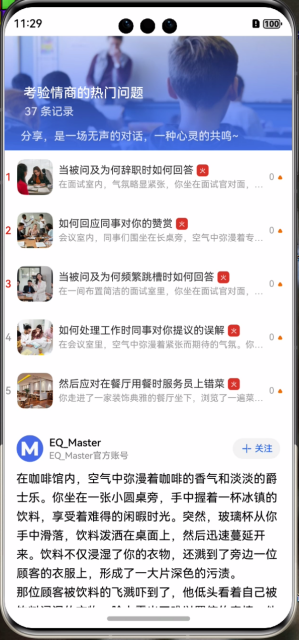 11:29
100
考验情商的热门问题
37 条记录
分享，是一场无声的对话，一种心灵的共鸣~
1
当被问及为何辞职时如何回答 火
在面试室内，气氛略显紧张，你坐在面试官对面，...
0
2
如何回应同事对你的赞赏 火
会议室内，同事们围坐在长桌旁，空气中弥漫着专...
0
3
当被问及为何频繁跳槽时如何回答 火
在一间布置简洁的面试室里，你坐在面试官对面，...
0
4
如何处理工作时同事对你提议的误解 火
在会议室里，空气中弥漫着紧张而期待的气氛。你...
0
5
然后应对在餐厅用餐时服务员上错菜 火
你走进了一家装饰典雅的餐厅坐下，浏览了一遍菜...
0
EQ_Master
EQ_Master官方账号
+ 关注
在咖啡馆内，空气中弥漫着咖啡的香气和淡淡的爵
士乐。你坐在一张小圆桌旁，手中握着一杯冰镇的
饮料，享受着难得的闲暇时光。突然，玻璃杯从你
手中滑落，饮料泼洒在桌面上，然后迅速蔓延开
来。饮料不仅浸湿了你的衣物，还溅到了旁边一位
顾客的衣服上，形成了一大片深色的污渍。
那位顾客被饮料的飞溅吓到了，他低头看着自己被